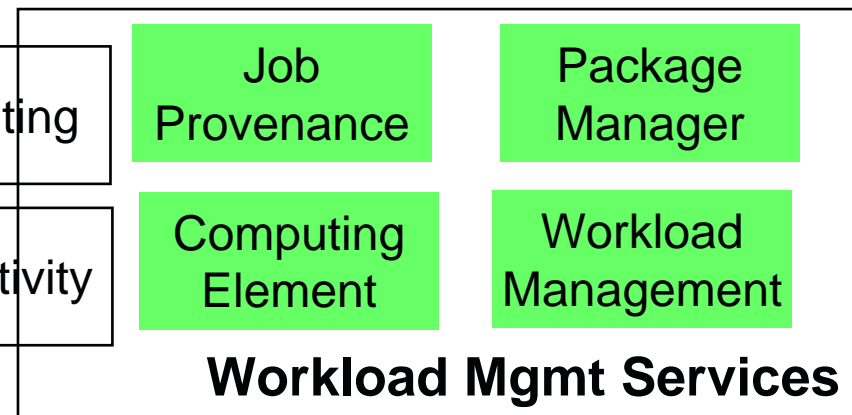 ting
Job
Provenance
Package
Manager
tivity
Computing
Element
Workload
Management
Workload Mgmt Services